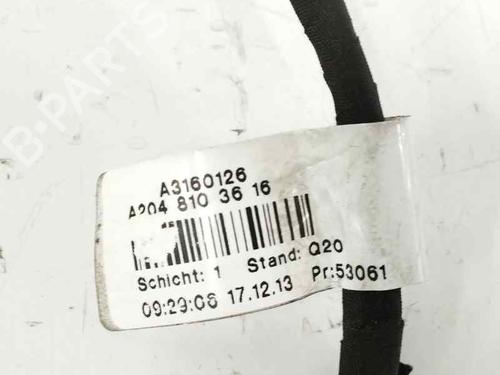 A3160126
A204 810 36 16
Schicht: 1 Stand: Q20
Pr:53061
09:29:06 17.12.13
B-PARTS